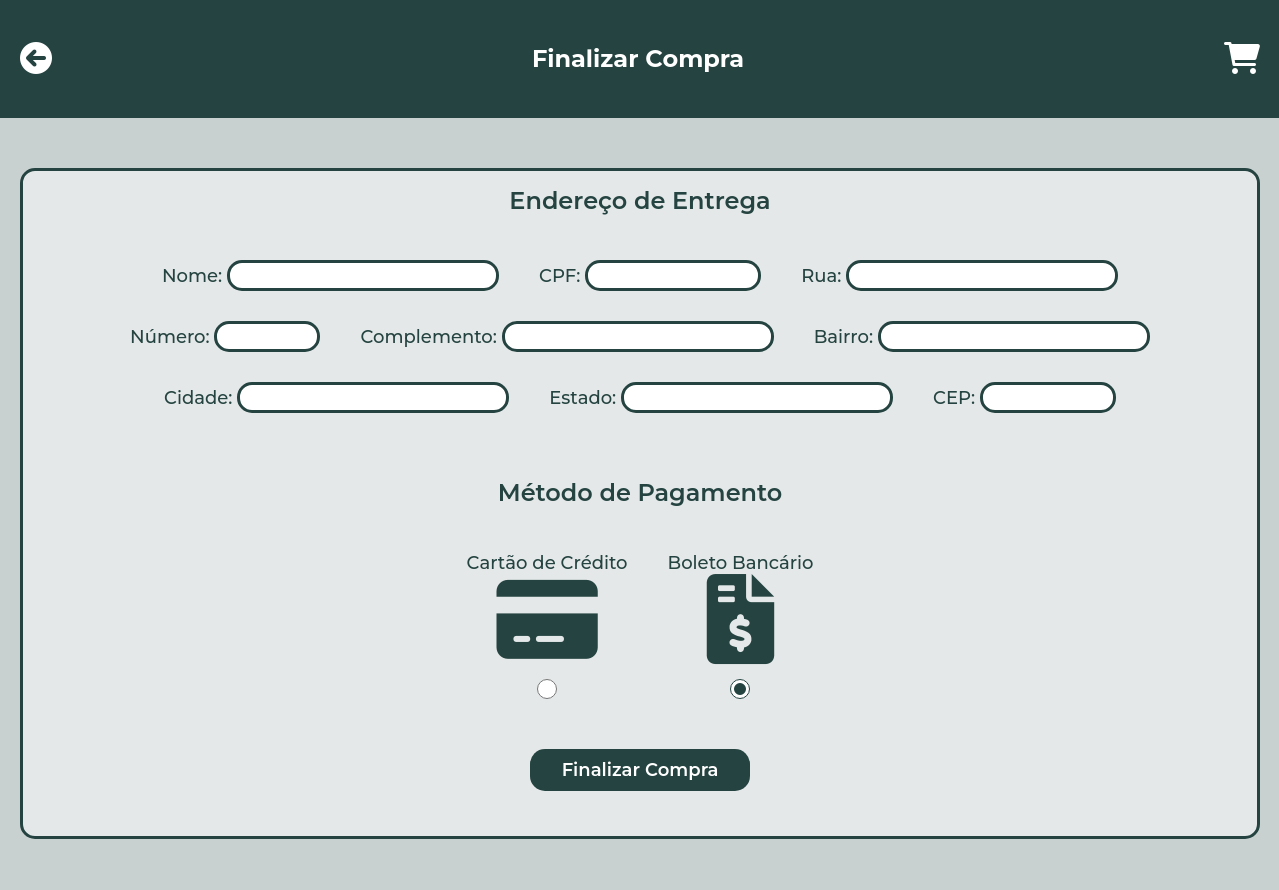 Finalizar Compra
Endereço de Entrega
Nome: CPF: Rua:
Número: Complemento: Bairro:
Cidade: Estado: CEP:
Método de Pagamento
Cartão de Crédito Boleto Bancário
$
Finalizar Compra